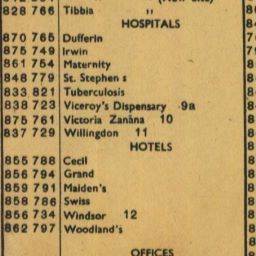 828 766 Tibbia ,,
HOSPITALS
870 765 Dufferin
875 749 Irwin
861 754 Maternity
848 779 St. Stephen s
833 821 Tuberculosis
838 723 Viceroy's Dispensary 9a
875 761 Victoria Zanāna 10
837 729 Willingdon 11
HOTELS
855 788 Cecil
856 794 Grand
859 791 Maiden's
858 786 Swiss
856 734 Windsor 12
862 797 Woodland's
OFFICES